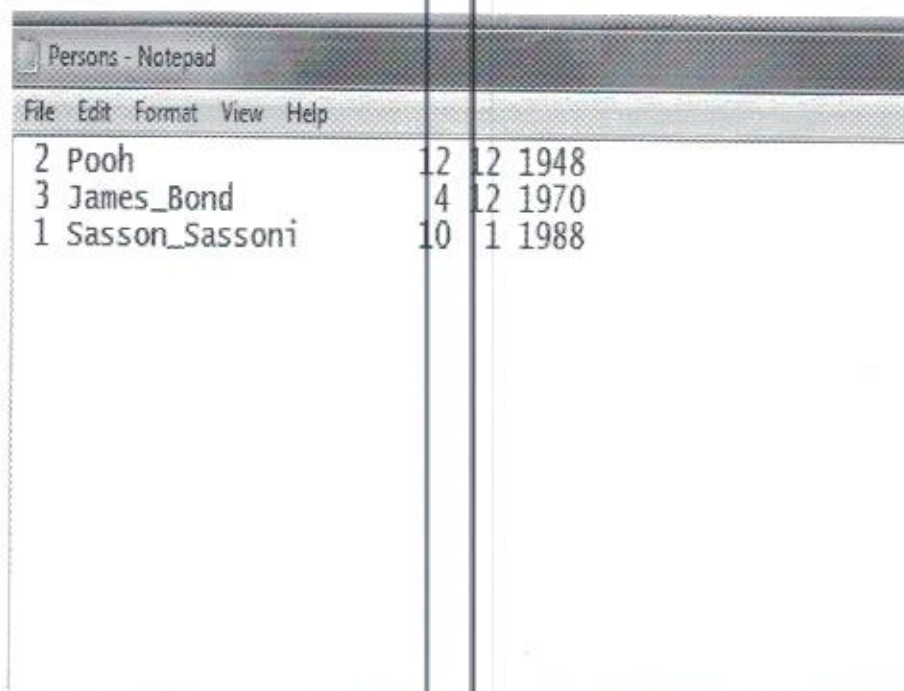 Persons - Notepad
File Edit Format View Help
2 Pooh 12 12 1948
3 James_Bond 4 12 1970
1 Sasson_Sassoni 10 1 1988